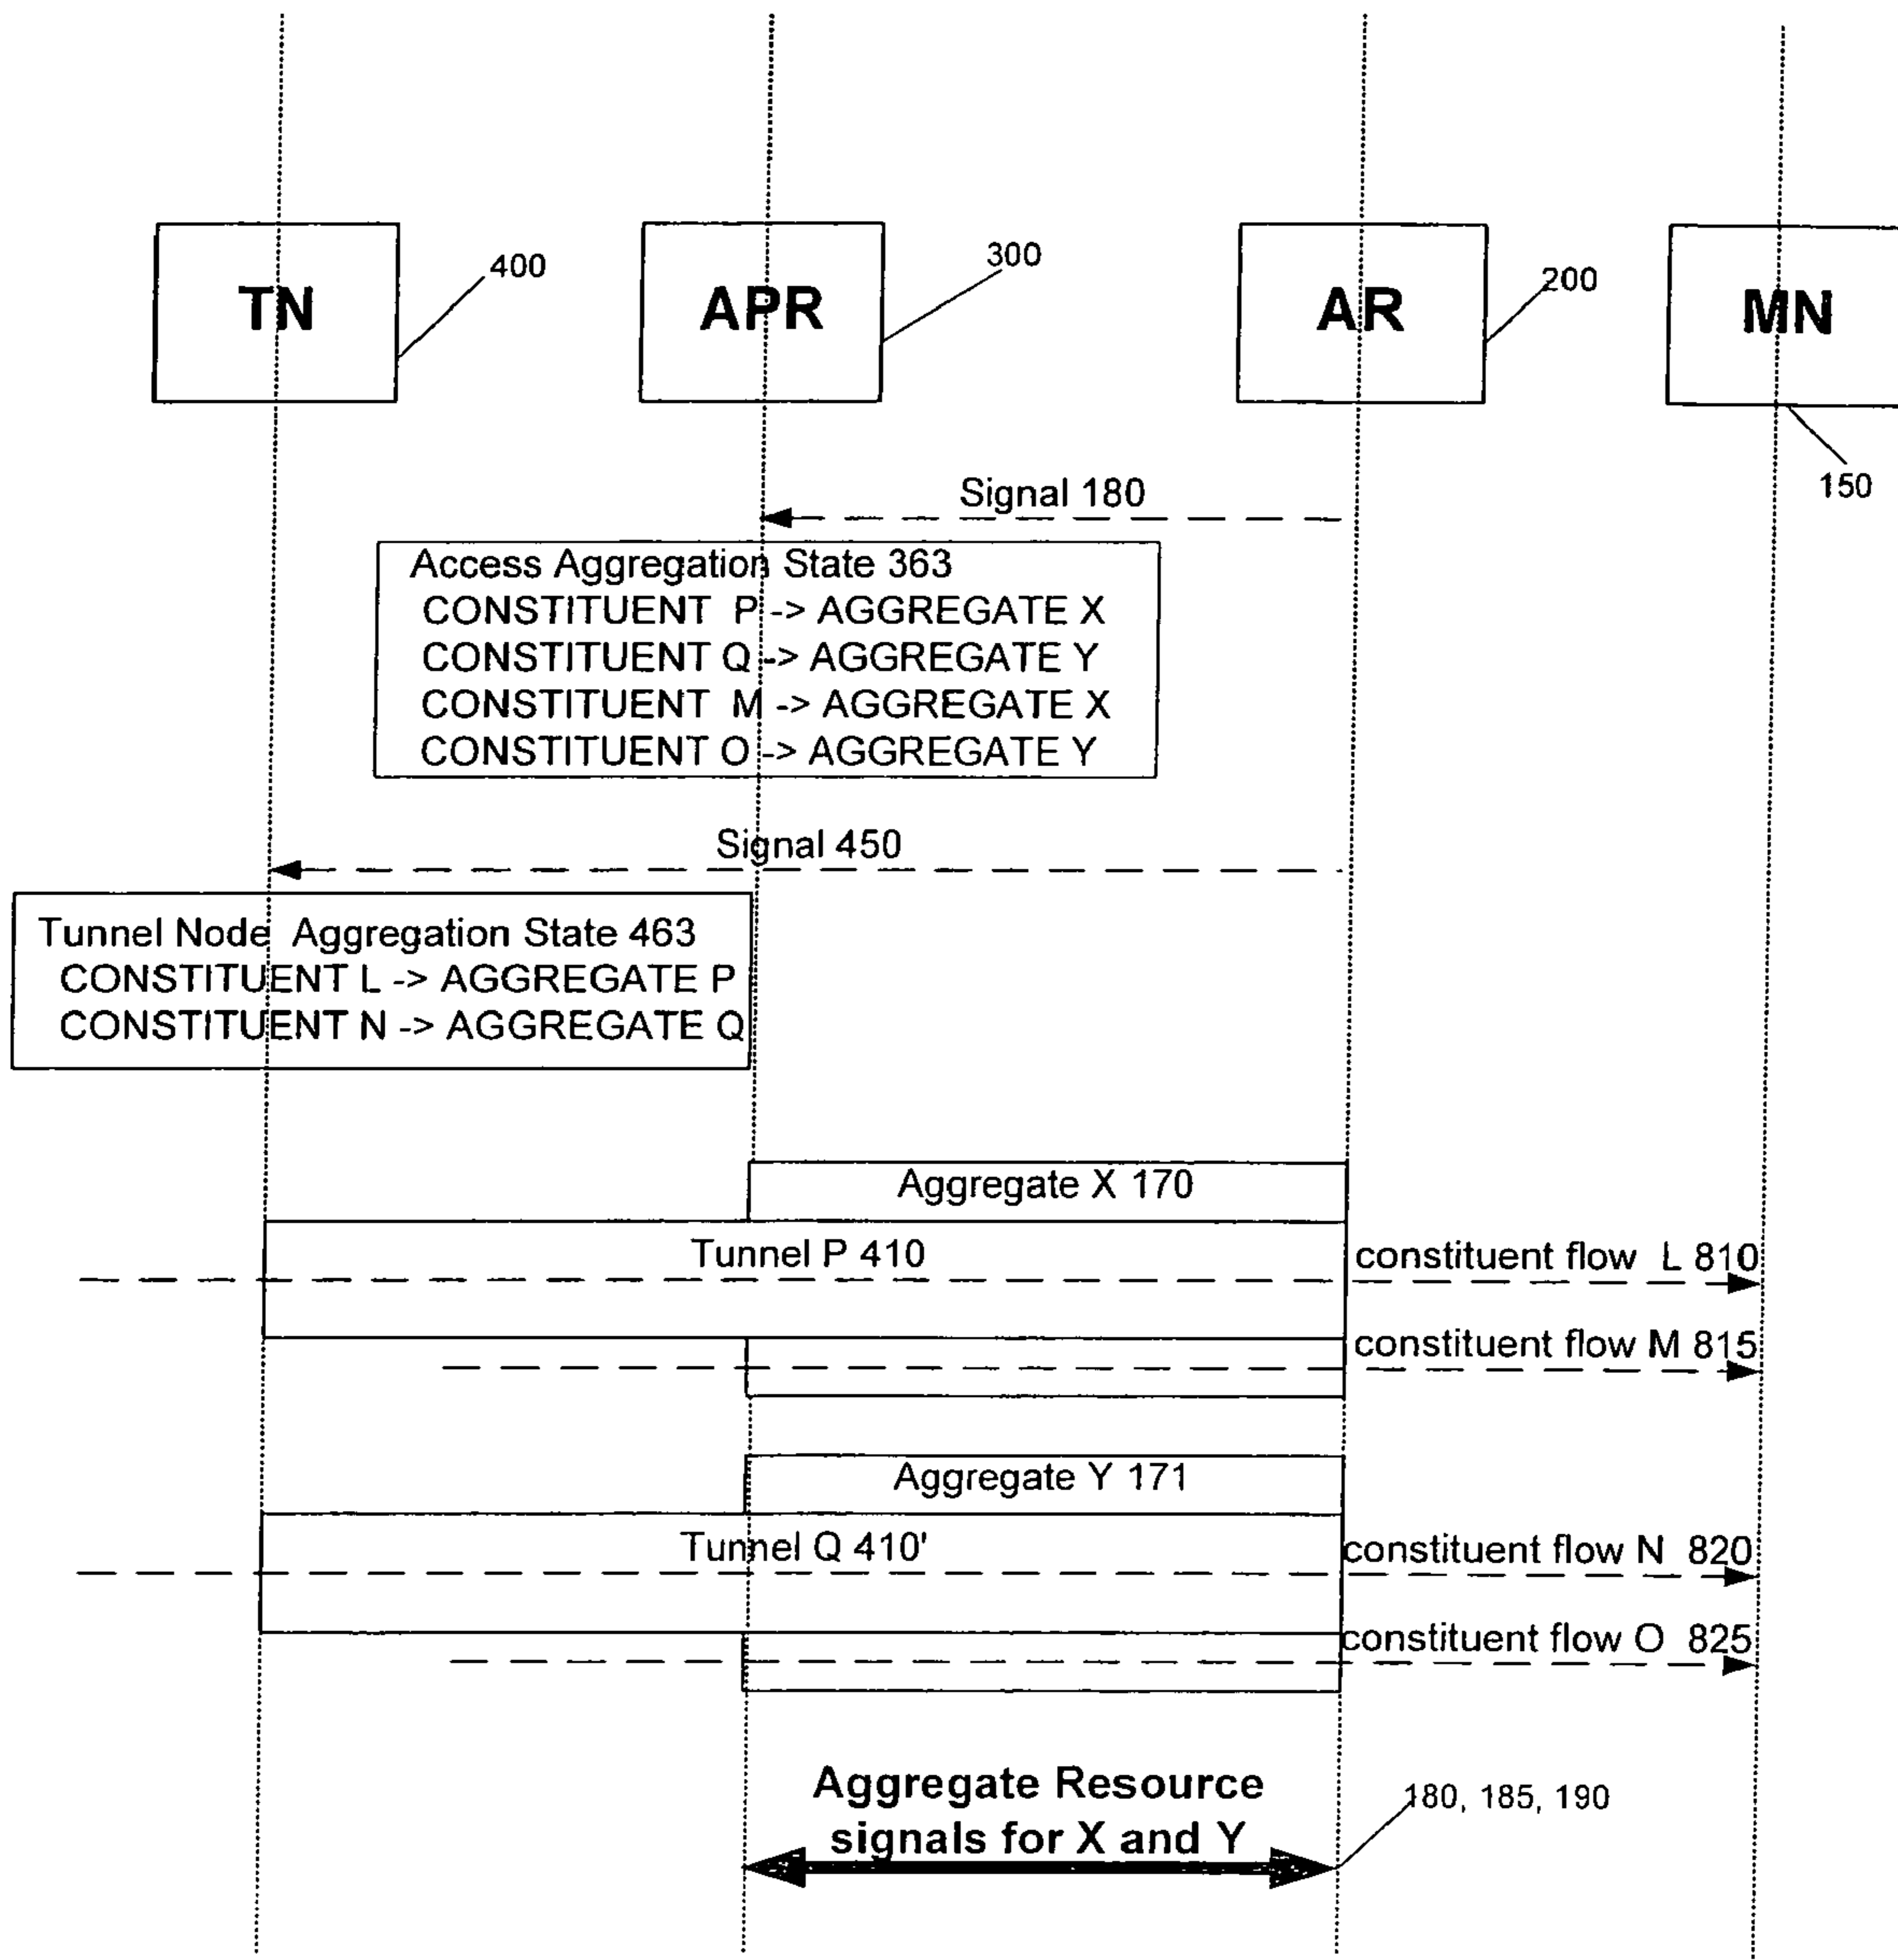 TN
400
APR
300
AR
200
MN
150
Signal 180
Access Aggregation State 363
CONSTITUENT P -> AGGREGATE X
CONSTITUENT Q -> AGGREGATE Y
CONSTITUENT M -> AGGREGATE X
CONSTITUENT O -> AGGREGATE Y
Signal 450
Tunnel Node Aggregation State 463
CONSTITUENT L -> AGGREGATE P
CONSTITUENT N -> AGGREGATE Q
Aggregate X 170
Tunnel P 410
constituent flow L 810
constituent flow M 815
Aggregate Y 171
Tunnel Q 410'
constituent flow N 820
constituent flow O 825
Aggregate Resource
signals for X and Y
180, 185, 190